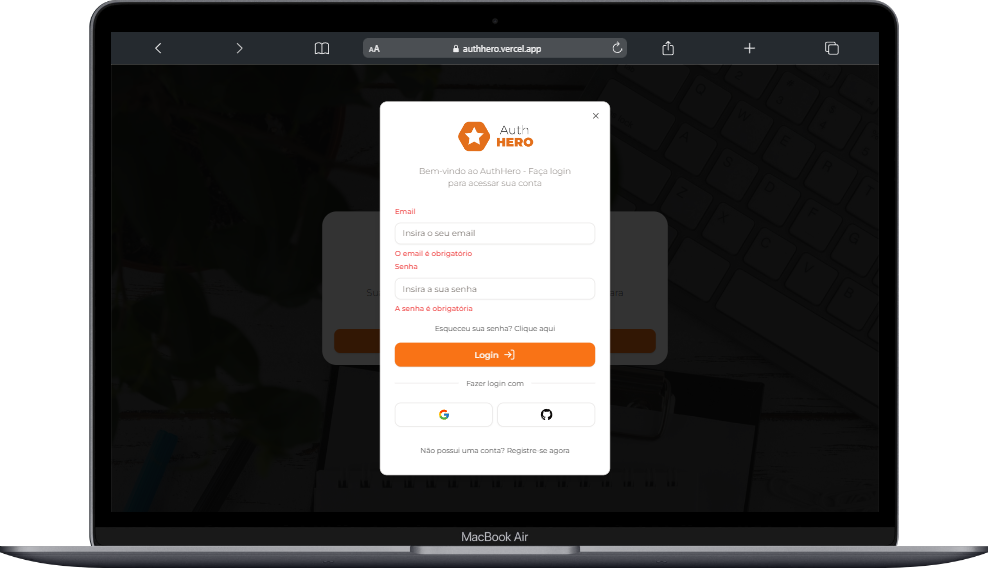 AA
authhero.vercel.app
Auth
HERO
Bem-vindo ao AuthHero - Faça login
para acessar sua conta
Email
Insira o seu email
O email é obrigatório
Senha
Insira a sua senha
A senha é obrigatória
Esqueceu sua senha? Clique aqui
Login
Fazer login com
Não possui uma conta? Registre-se agora
MacBook Air